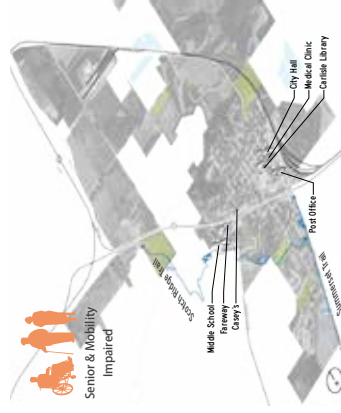 Senior & Mobility
Impaired
Scotch Ridge Trail
Middle School
Fareway
Casey's
City Hall
Medical Clinic
Carlisle Library
Post Office
Summerset Trail